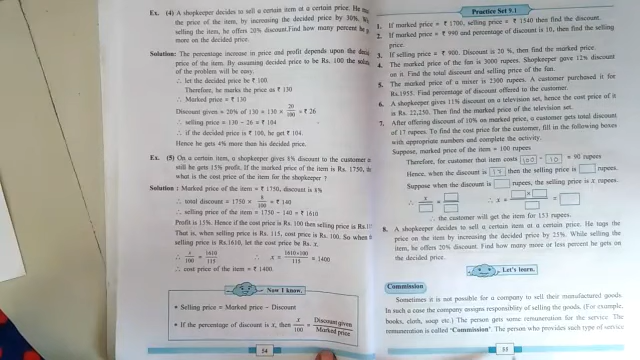 Ex. (4) A shopkeeper decides to sell a certain item at a certain price. He
the price of the item, by increasing the decided price by 30%.
selling the item, he offers 20% discount. Find how many percent he
more on the decided price.
Solution: The percentage increase in price and profit depends upon the
price of the item. By assuming decided price to be Rs. 100 the
of the problem will be easy.
∴ let the decided price be ₹ 100.
Therefore, he marks the price as ₹ 130
∴ Marked price = ₹ 130
Discount given = 20% of 130 = 130 × 20/100 = ₹ 26
∴ selling price = 130 - 26 = ₹ 104
∴ if the decided price is ₹ 100, he gets ₹ 104.
Hence he gets 4% more than his decided price.
Ex. (5) On a certain item, a shopkeeper gives 8% discount to the customer
still he gets 15% profit. If the marked price of the item is Rs. 1750,
what is the cost price of the item for the shopkeeper ?
Solution : Marked price of the item = ₹ 1750, discount is 8%
∴ total discount = 1750 × 8/100 = ₹ 140
∴ selling price of the item = 1750 - 140 = ₹ 1610
Profit is 15%. Hence if the cost price is Rs. 100 then selling price is
That is, when selling price is Rs. 115, cost price is Rs. 100. So when
selling price is Rs.1610, let the cost price be Rs. x.
∴ x/100 = 1610/115 ∴ x = 1610×100/115 = 1400
∴ cost price of the item = ₹ 1400.
Now I know.
• Selling price = Marked price - Discount
• If the percentage of discount is x, then x/100 = Discount given/Marked price
54
Practice Set 9.1
1. If marked price = ₹ 1700, selling price = ₹ 1540 then find the discount.
2. If marked price = ₹ 990 and percentage of discount is 10, then find the selling
price.
3. If selling price = ₹ 900. Discount is 20 %, then find the marked price.
4. The marked price of the fan is 3000 rupees. Shopkeeper gave 12% discount
on it. Find the total discount and selling price of the fan.
5. The marked price of a mixer is 2300 rupees. A customer purchased it for
Rs.1955. Find percentage of discount offered to the customer.
6. A shopkeeper gives 11% discount on a television set, hence the cost price of it
is Rs. 22,250. Then find the marked price of the television set.
7. After offering discount of 10% on marked price, a customer gets total discount
of 17 rupees. To find the cost price for the customer, fill in the following boxes
with appropriate numbers and complete the activity.
Suppose, marked price of the item = 100 rupees
Therefore, for customer that item costs 100 - 10 = 90 rupees
Hence, when the discount is 10 then the selling price is rupees.
Suppose when the discount is rupees, the selling price is x rupees.
∴ x = ∴ x = × =
∴ the customer will get the item for 153 rupees.
8. A shopkeeper decides to sell a certain item at a certain price. He tags the
price on the item by increasing the decided price by 25%. While selling the
item, he offers 20% discount. Find how many more or less percent he gets on
the decided price.
Let's learn.
Commission
Sometimes it is not possible for a company to sell their manufactured goods.
In such a case the company assigns responsibility of selling the goods. (For example,
books, cloth, soap etc.) The person gets some remuneration for the service. The
remuneration is called "Commission". The person who provides such type of service
55